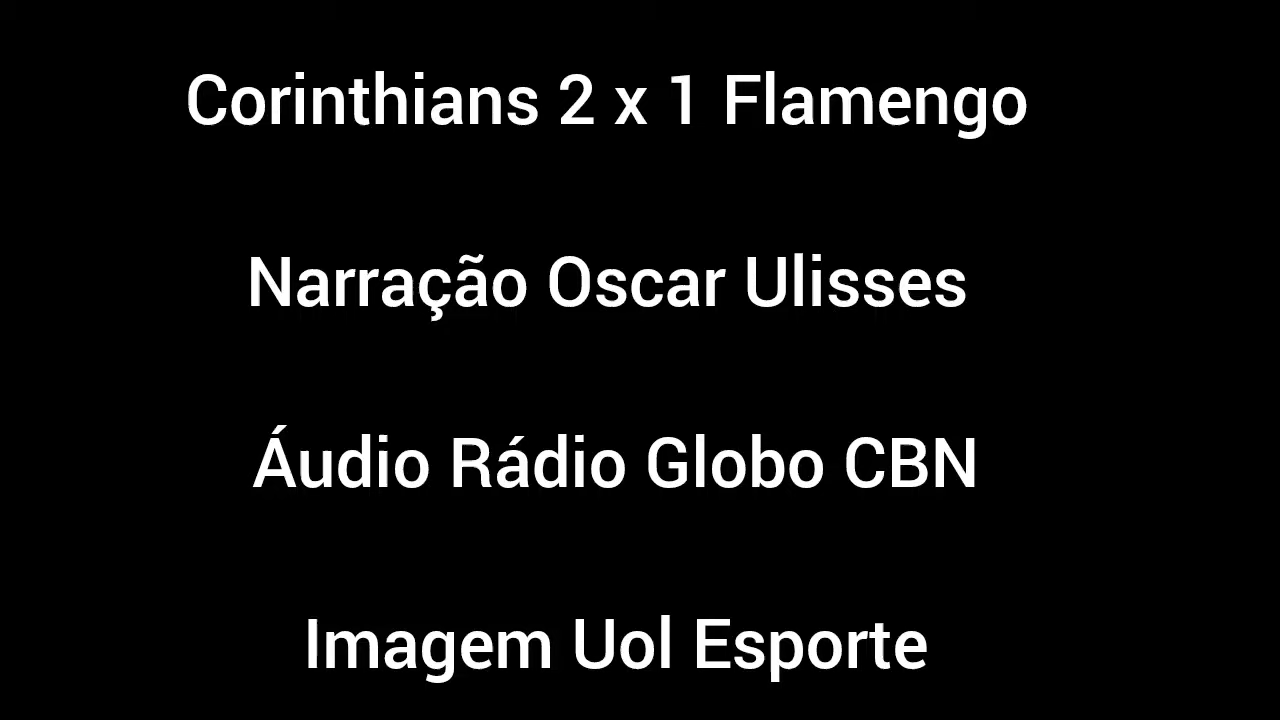 Corinthians 2 x 1 Flamengo
Narração Oscar Ulisses
Áudio Rádio Globo CBN
Imagem Uol Esporte